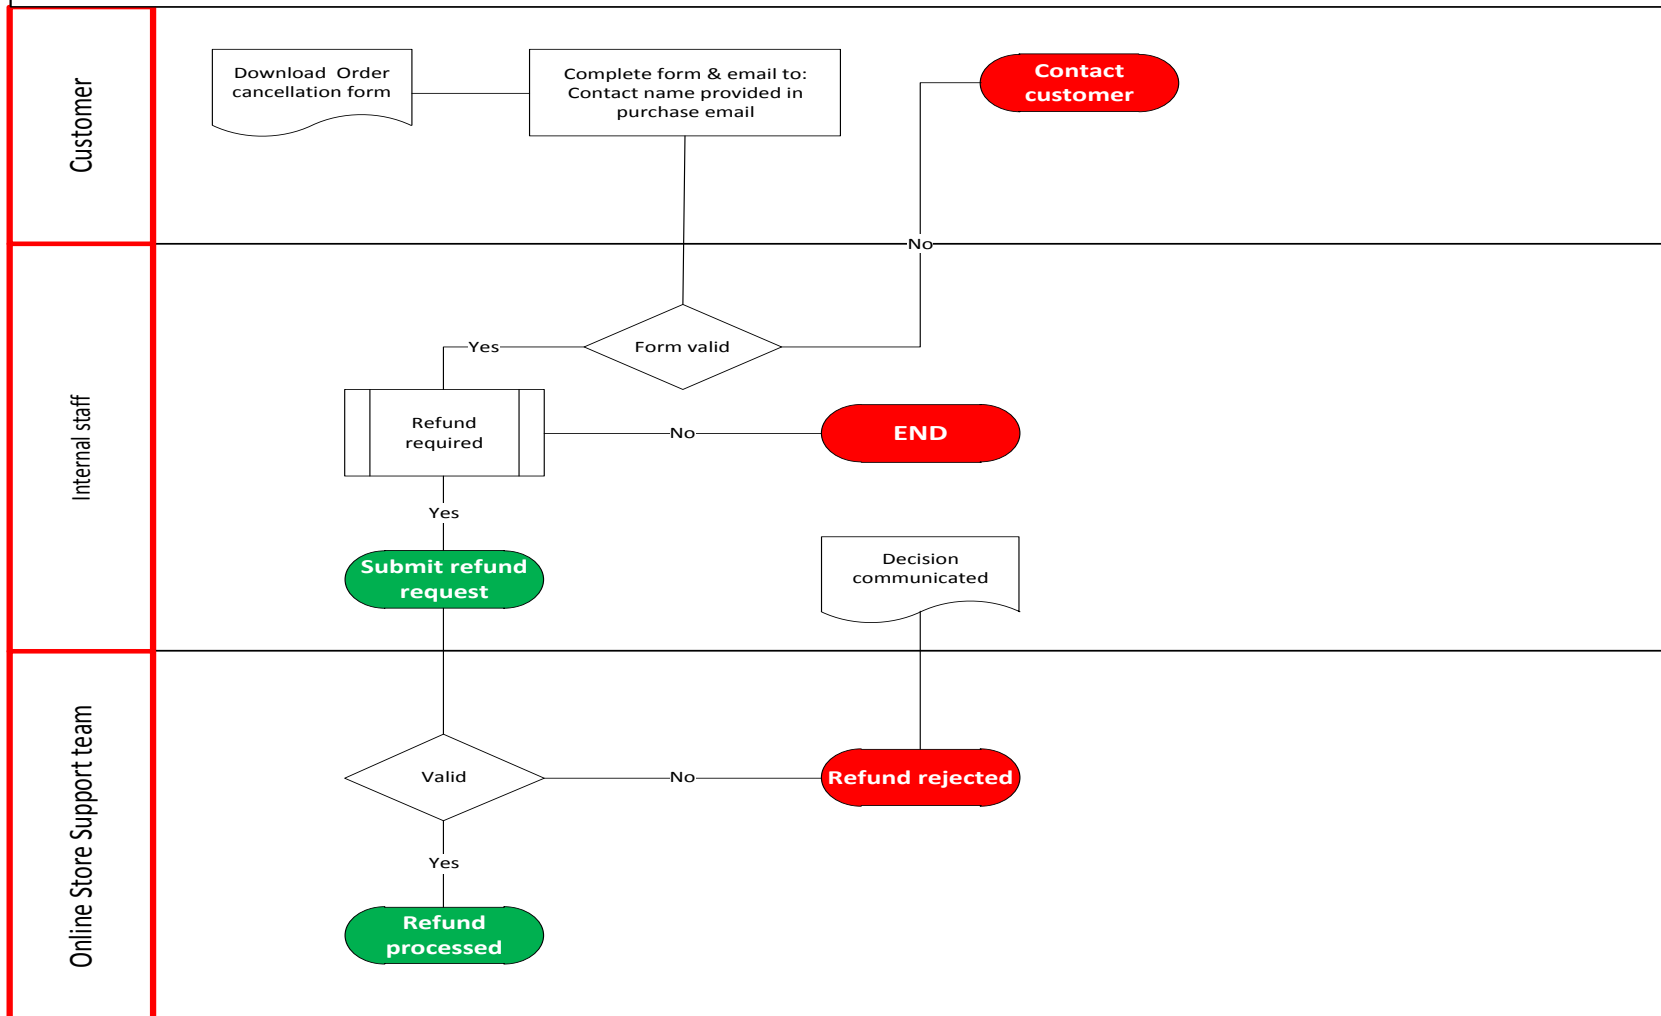 Customer
Download  Order
cancellation form
Complete form & email to:
Contact name provided in
purchase email
Contact
customer
No
Internal staff
Form valid
Yes
Refund
required
No
END
Yes
Submit refund
request
Decision
communicated
Online Store Support team
Valid
No
Refund rejected
Yes
Refund
processed